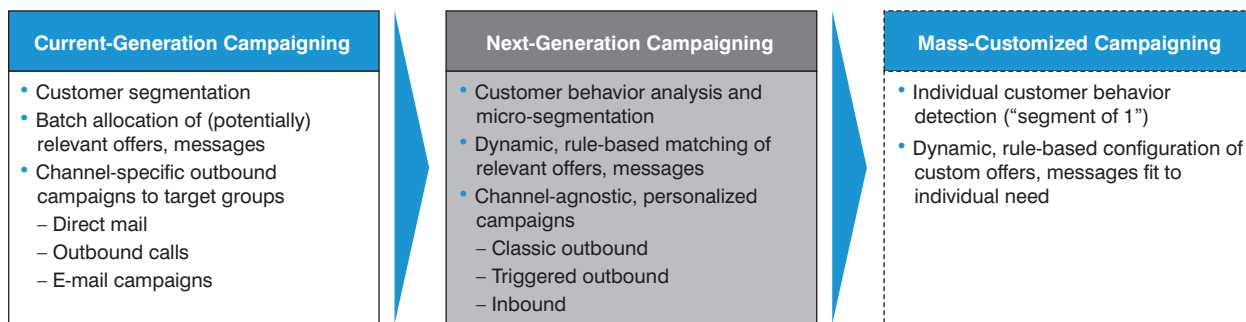 Current-Generation Campaigning
• Customer segmentation
• Batch allocation of (potentially)
relevant offers, messages
• Channel-specific outbound
campaigns to target groups
– Direct mail
– Outbound calls
– E-mail campaigns
Next-Generation Campaigning
• Customer behavior analysis and
micro-segmentation
• Dynamic, rule-based matching of
relevant offers, messages
• Channel-agnostic, personalized
campaigns
– Classic outbound
– Triggered outbound
– Inbound
Mass-Customized Campaigning
• Individual customer behavior
detection (“segment of 1”)
• Dynamic, rule-based configuration of
custom offers, messages fit to
individual need